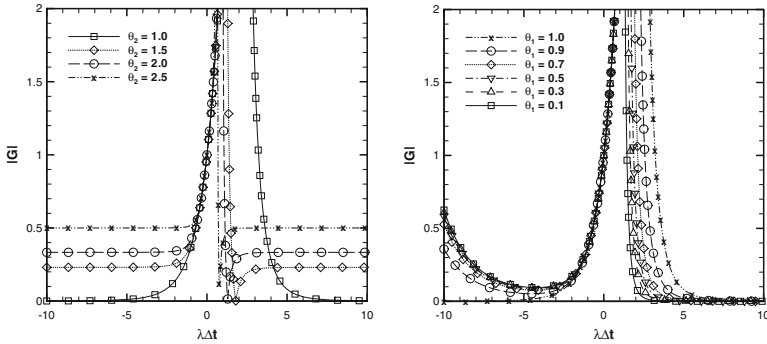 2
1.5
1
0.5
0
|G|
θ2 = 1.0
θ2 = 1.5
θ2 = 2.0
θ2 = 2.5
-10 -5 0 5 10
λΔt
2
1.5
1
0.5
0
|G|
θ1 = 1.0
θ1 = 0.9
θ1 = 0.7
θ1 = 0.5
θ1 = 0.3
θ1 = 0.1
-10 -5 0 5 10
λΔt